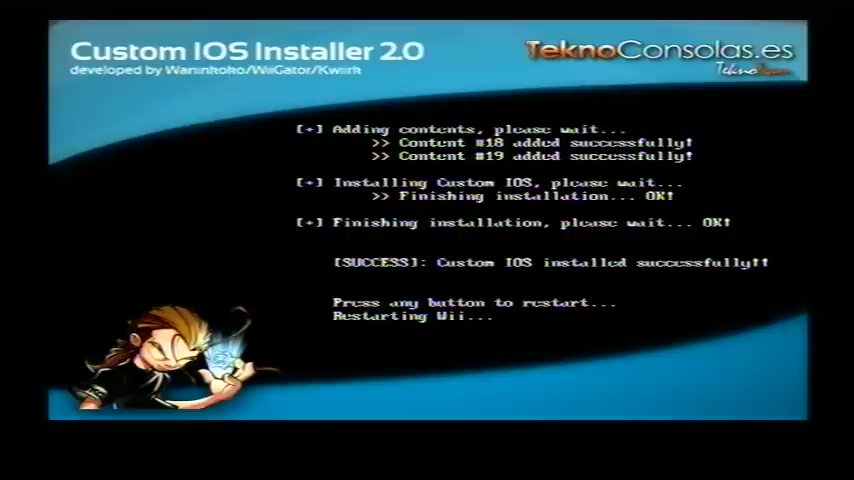 Custom IOS Installer 2.0
developed by Waninkoko/WiiGator/Kwiirk
TeknoConsolas.es
TeknoTeam
[+] Adding contents, please wait...
>> Content #18 added successfully!
>> Content #19 added successfully!
[+] Installing Custom IOS, please wait...
>> Finishing installation... OK!
[+] Finishing installation, please wait... OK!
[SUCCESS]: Custom IOS installed successfully!!
Press any button to restart...
Restarting Wii...